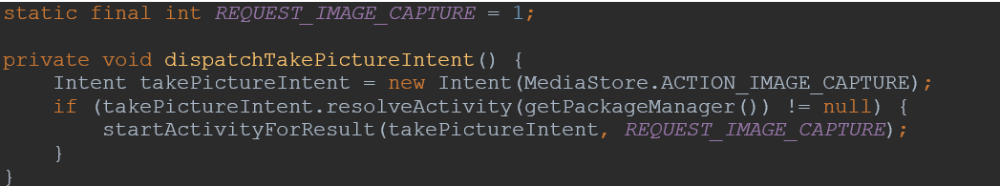 static final int REQUEST_IMAGE_CAPTURE = 1;
private void dispatchTakePictureIntent() {
    Intent takePictureIntent = new Intent(MediaStore.ACTION_IMAGE_CAPTURE);
    if (takePictureIntent.resolveActivity(getPackageManager()) != null) {
        startActivityForResult(takePictureIntent, REQUEST_IMAGE_CAPTURE);
    }
}